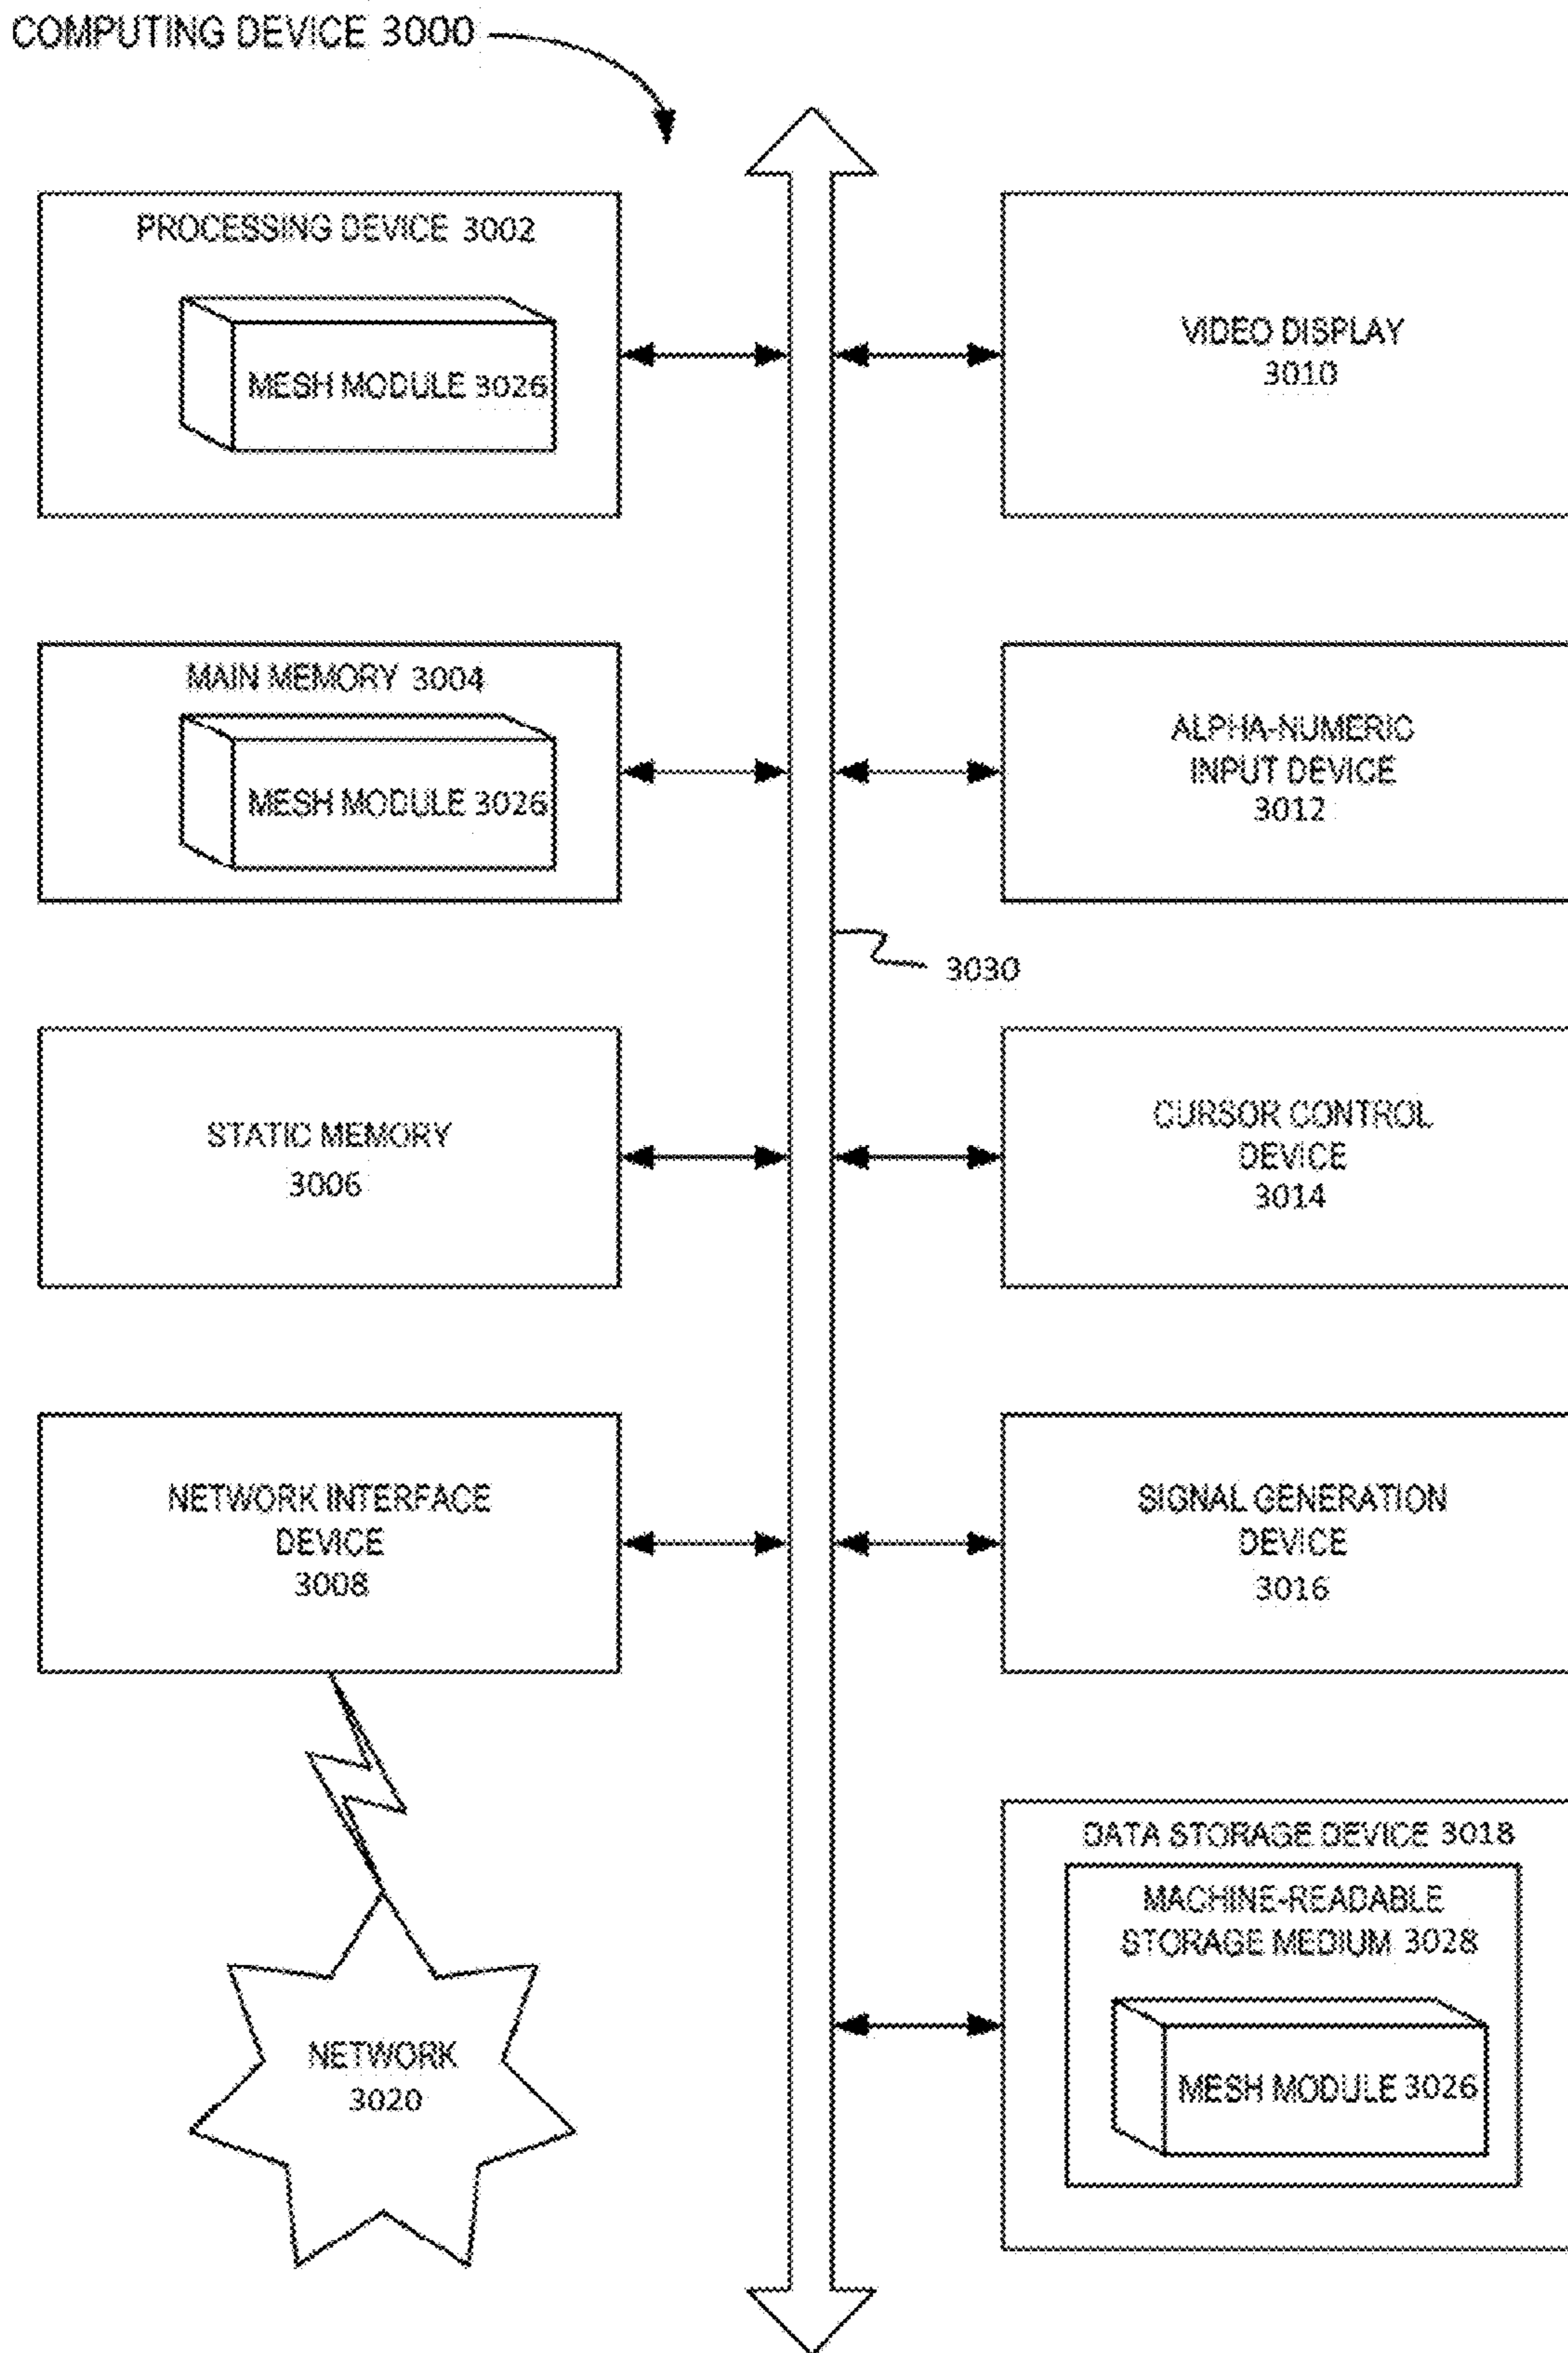 COMPUTING DEVICE 3000
PROCESSING DEVICE 3002
MESH MODULE 3026
VIDEO DISPLAY
3010
MAIN MEMORY 3004
MESH MODULE 3026
ALPHA-NUMERIC
INPUT DEVICE
3012
3030
STATIC MEMORY
3006
CURSOR CONTROL
DEVICE
3014
NETWORK INTERFACE
DEVICE
3008
SIGNAL GENERATION
DEVICE
3016
DATA STORAGE DEVICE 3018
MACHINE-READABLE
STORAGE MEDIUM 3028
MESH MODULE 3026
NETWORK
3020